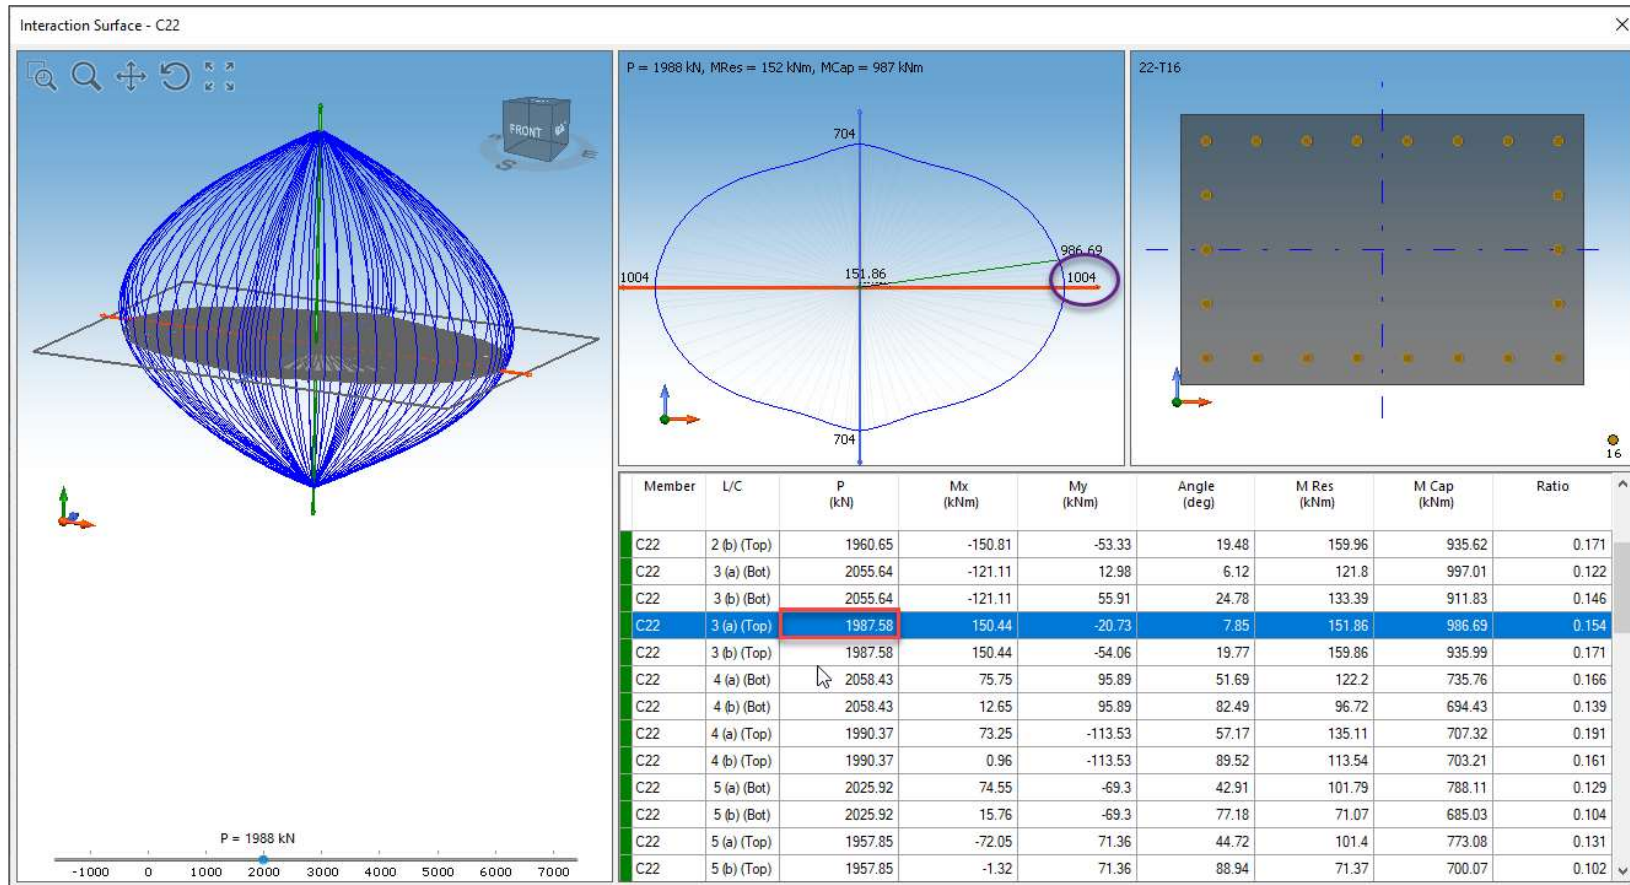 Interaction Surface - C22
FRONT
S
E
P = 1988 kN
-1000 0 1000 2000 3000 4000 5000 6000 7000
P = 1988 kN, MRes = 152 kNm, MCap = 987 kNm
704
986.69
1004 151.86 1004
704
22-T16
16
Member L/C P (kN) Mx (kNm) My (kNm) Angle (deg) M Res (kNm) M Cap (kNm) Ratio
C22 2 (b) (Top) 1960.65 -150.81 -53.33 19.48 159.96 935.62 0.171
C22 3 (a) (Bot) 2055.64 -121.11 12.98 6.12 121.8 997.01 0.122
C22 3 (b) (Bot) 2055.64 -121.11 55.91 24.78 133.39 911.83 0.146
C22 3 (a) (Top) 1987.58 150.44 -20.73 7.85 151.86 986.69 0.154
C22 3 (b) (Top) 1987.58 150.44 -54.06 19.77 159.86 935.99 0.171
C22 4 (a) (Bot) 2058.43 75.75 95.89 51.69 122.2 735.76 0.166
C22 4 (b) (Bot) 2058.43 12.65 95.89 82.49 96.72 694.43 0.139
C22 4 (a) (Top) 1990.37 73.25 -113.53 57.17 135.11 707.32 0.191
C22 4 (b) (Top) 1990.37 0.96 -113.53 89.52 113.54 703.21 0.161
C22 5 (a) (Bot) 2025.92 74.55 -69.3 42.91 101.79 788.11 0.129
C22 5 (b) (Bot) 2025.92 15.76 -69.3 77.18 71.07 685.03 0.104
C22 5 (a) (Top) 1957.85 -72.05 71.36 44.72 101.4 773.08 0.131
C22 5 (b) (Top) 1957.85 -1.32 71.36 88.94 71.37 700.07 0.102